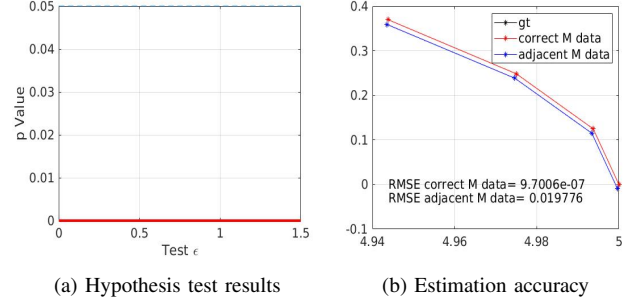 0.05
0.04
0.03
0.02
0.01
0
p Value
0
0.5
1
1.5
Test ϵ
(a) Hypothesis test results
0.4
0.3
0.2
0.1
0
-0.1
gt
correct M data
adjacent M data
RMSE correct M data= 9.7006e-07
RMSE adjacent M data= 0.019776
4.94
4.96
4.98
5
(b) Estimation accuracy